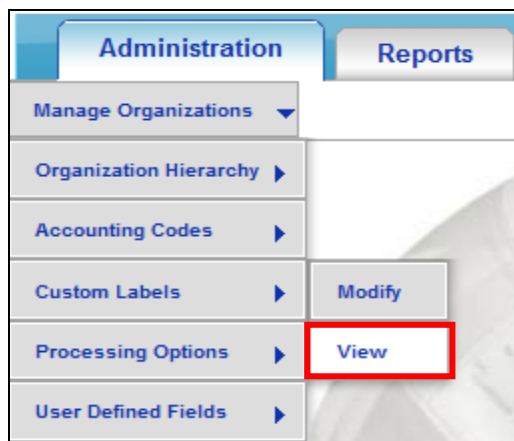 Administration
Reports
Manage Organizations
Organization Hierarchy
Accounting Codes
Custom Labels
Modify
Processing Options
View
User Defined Fields